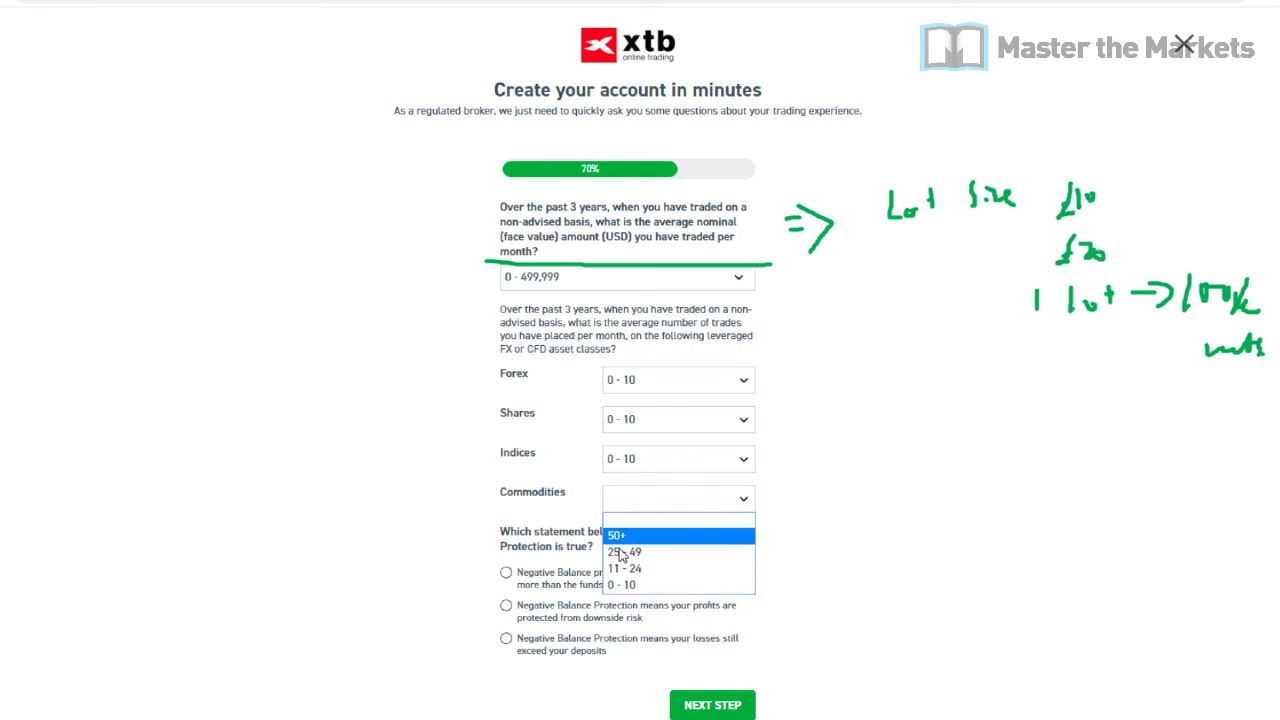 xtb
online trading
Master the Markets
Create your account in minutes
As a regulated broker, we just need to quickly ask you some questions about your trading experience.
70%
Over the past 3 years, when you have traded on a
non-advised basis, what is the average nominal
(face value) amount (USD) you have traded per
month?
0 - 499,999
Lot Size £10
£20
1 lot → 100k
units
Over the past 3 years, when you have traded on a non-
advised basis, what is the average number of trades
you have placed per month, on the following leveraged
FX or CFD asset classes?
Forex
0 - 10
Shares
0 - 10
Indices
0 - 10
Commodities
50+
25 - 49
11 - 24
0 - 10
Which statement bel
Protection is true?
Negative Balance pr
more than the funds
Negative Balance Protection means your profits are
protected from downside risk
Negative Balance Protection means your losses still
exceed your deposits
NEXT STEP